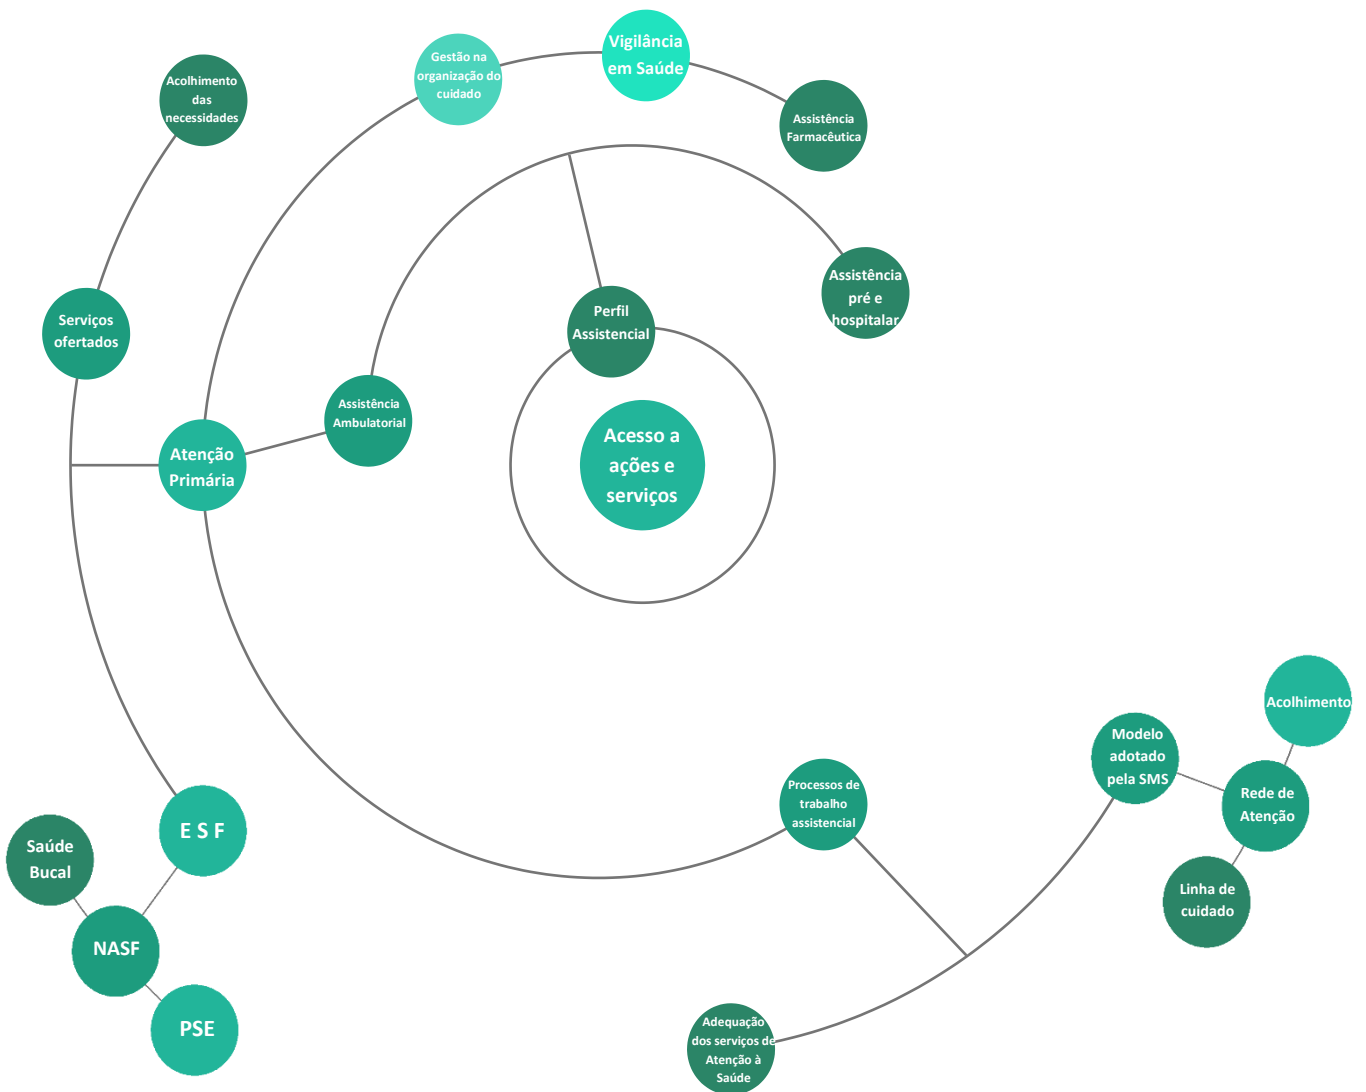 Vigilância
em Saúde
Gestão na
organização do
cuidado
Acolhimento
das
necessidades
Assistência
Farmacêutica
Assistência
pré e
hospitalar
Perfil
Assistencial
Serviços
ofertados
Assistência
Ambulatorial
Acesso a
ações e
serviços
Atenção
Primária
Acolhimento
Modelo
adotado
pela SMS
Rede de
Atenção
Processos de
trabalho
assistencial
Linha de
cuidado
E S F
Saúde
Bucal
NASF
PSE
Adequação
dos serviços de
Atenção à
Saúde